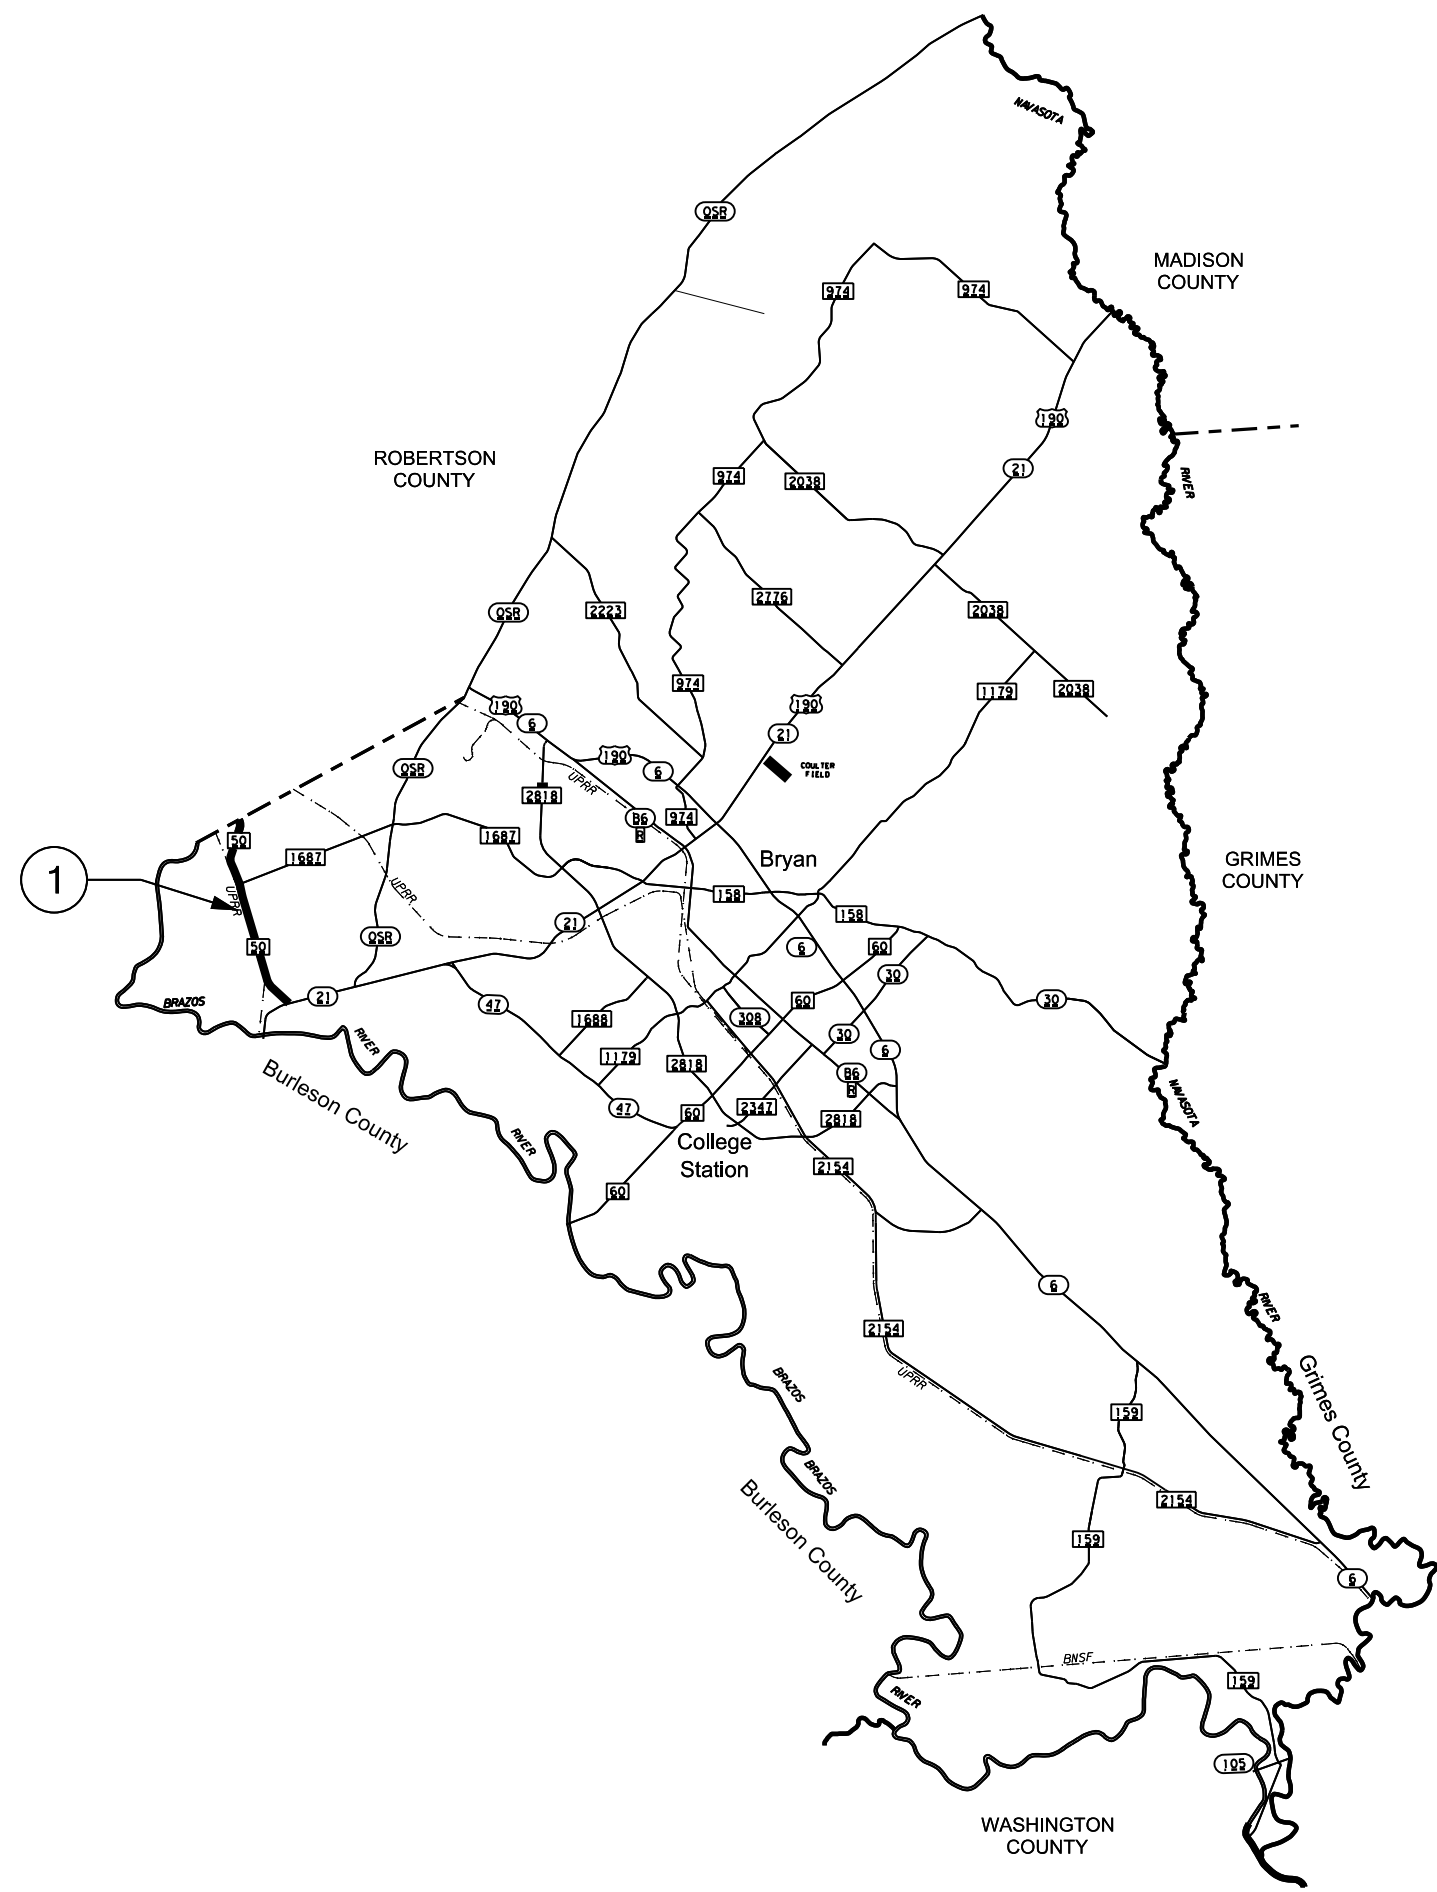 NAVASOTA
OSR
MADISON
COUNTY
974
974
190
21
ROBERTSON
COUNTY
974
2038
RIVER
2776
OSR
2223
2038
974
1179
2038
190
6
190
21
190
6
COULTER
FIELD
OSR
UPRR
2818
B6
R
974
50
1687
1687
Bryan
GRIMES
COUNTY
1
UPRR
UPRR
158
158
21
OSR
6
60
50
30
BRAZOS
21
47
60
30
308
1688
30
RIVER
1179
2818
6
B6
R
Burleson County
47
60
2347
2818
NAVASOTA
RIVER
College
Station
2154
60
6
RIVER
2154
UPRR
BRAZOS
159
Grimes County
BRAZOS
2154
Burleson County
159
6
BNSF
159
RIVER
105
WASHINGTON
COUNTY